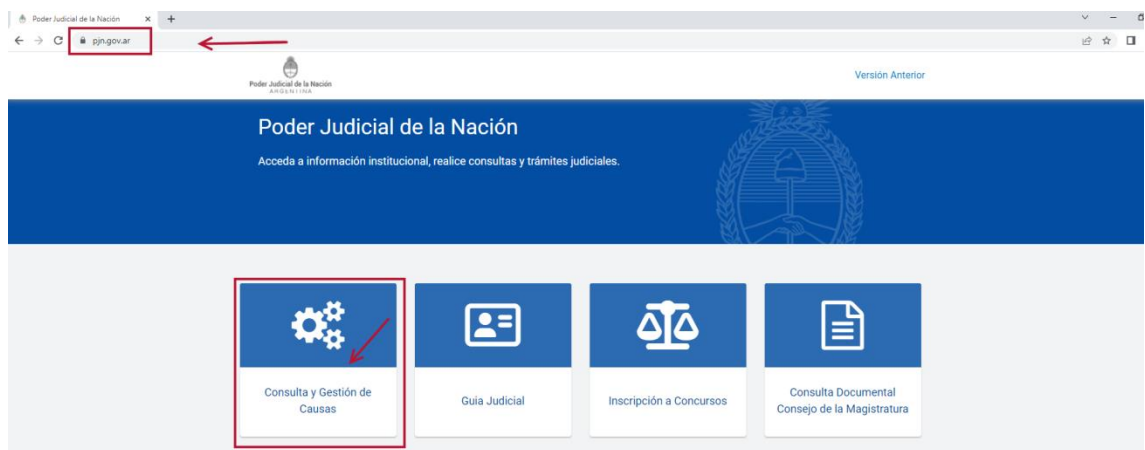 Poder Judicial de la Nación
pjn.gov.ar
Poder Judicial de la Nación
ARGENTINA
Versión Anterior
Poder Judicial de la Nación
Acceda a información institucional, realice consultas y trámites judiciales.
Consulta y Gestión de
Causas
Guia Judicial
Inscripción a Concursos
Consulta Documental
Consejo de la Magistratura